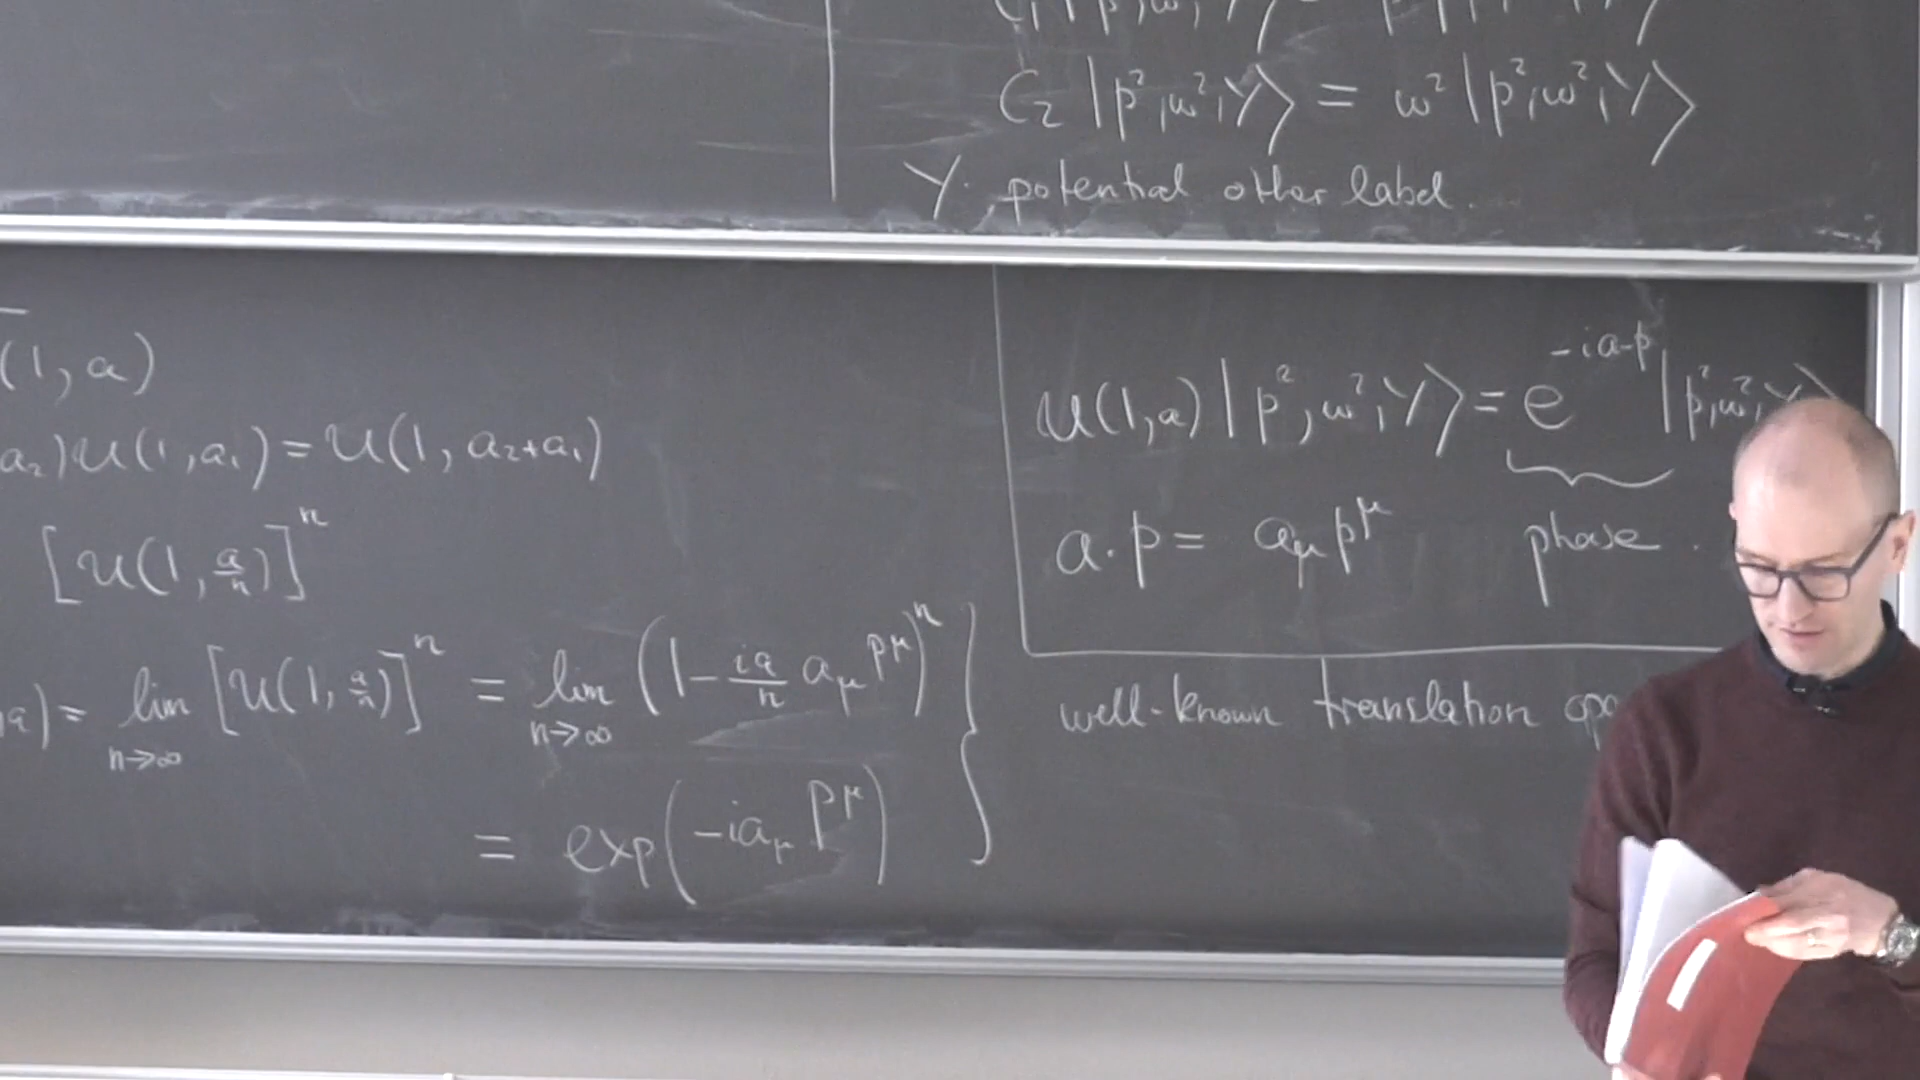 C₂ |p²,w²,Y⟩ = w² |p²,w²,Y⟩
Y. potential other label.
(1, a)
a₂)U(1,a₁) = U(1, a₂+a₁)
[U(1, a/n)]ⁿ
a) = lim n→∞ [U(1, a/n)]ⁿ = lim n→∞ (1 - ia/n a_μ P^μ)ⁿ
= exp(-ia_μ P^μ)
U(1,a) |p²,w²,Y⟩ = e^{-ia·p} |p²,w²,Y⟩
a·p = a_μ p^μ phase.
well-known translation